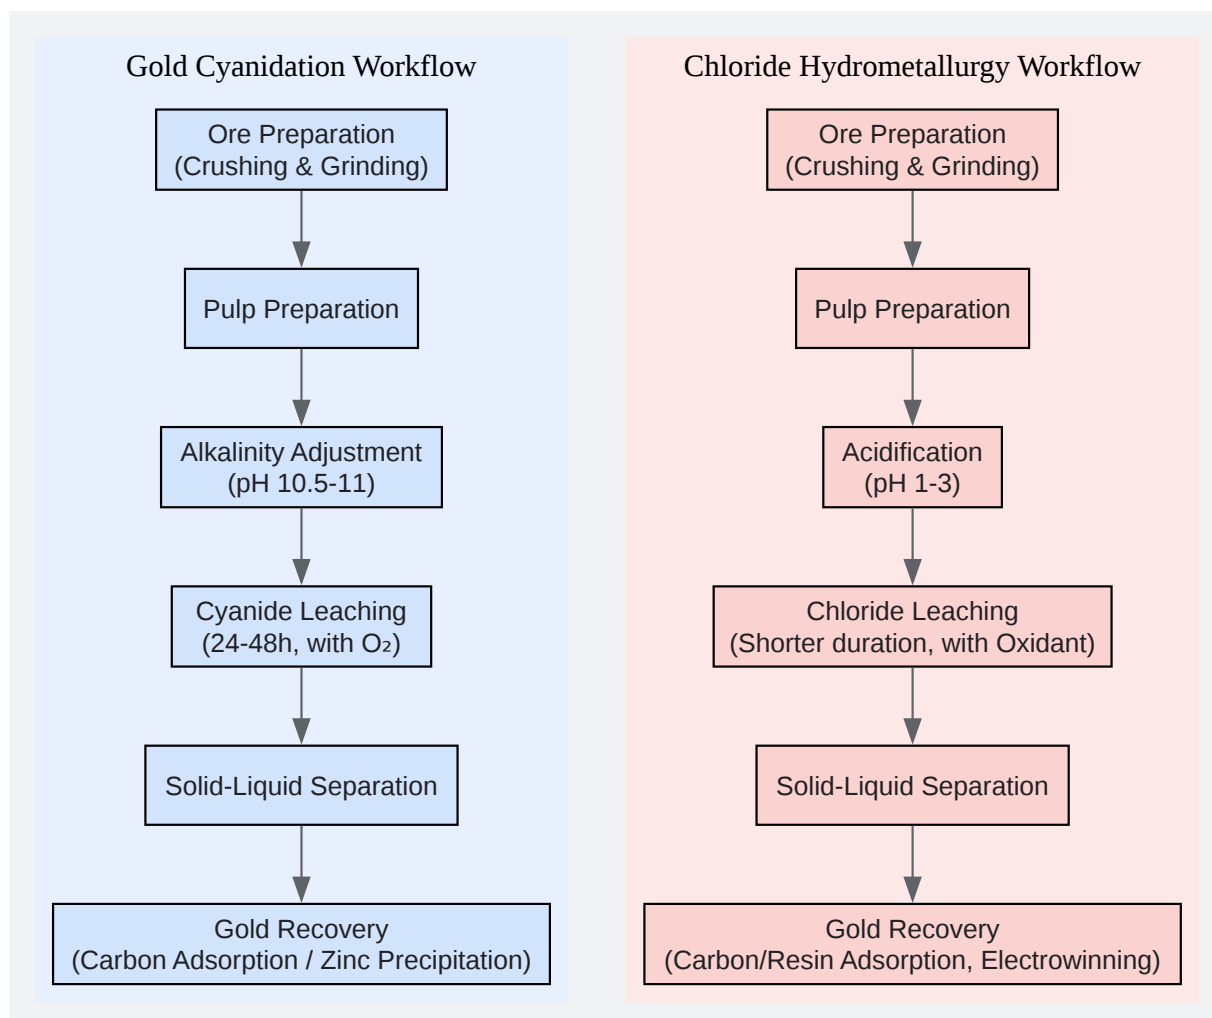 Gold Cyanidation Workflow
Ore Preparation
(Crushing & Grinding)
Pulp Preparation
Alkalinity Adjustment
(pH 10.5-11)
Cyanide Leaching
(24-48h, with O₂)
Solid-Liquid Separation
Gold Recovery
(Carbon Adsorption / Zinc Precipitation)
Chloride Hydrometallurgy Workflow
Ore Preparation
(Crushing & Grinding)
Pulp Preparation
Acidification
(pH 1-3)
Chloride Leaching
(Shorter duration, with Oxidant)
Solid-Liquid Separation
Gold Recovery
(Carbon/Resin Adsorption, Electrowinning)